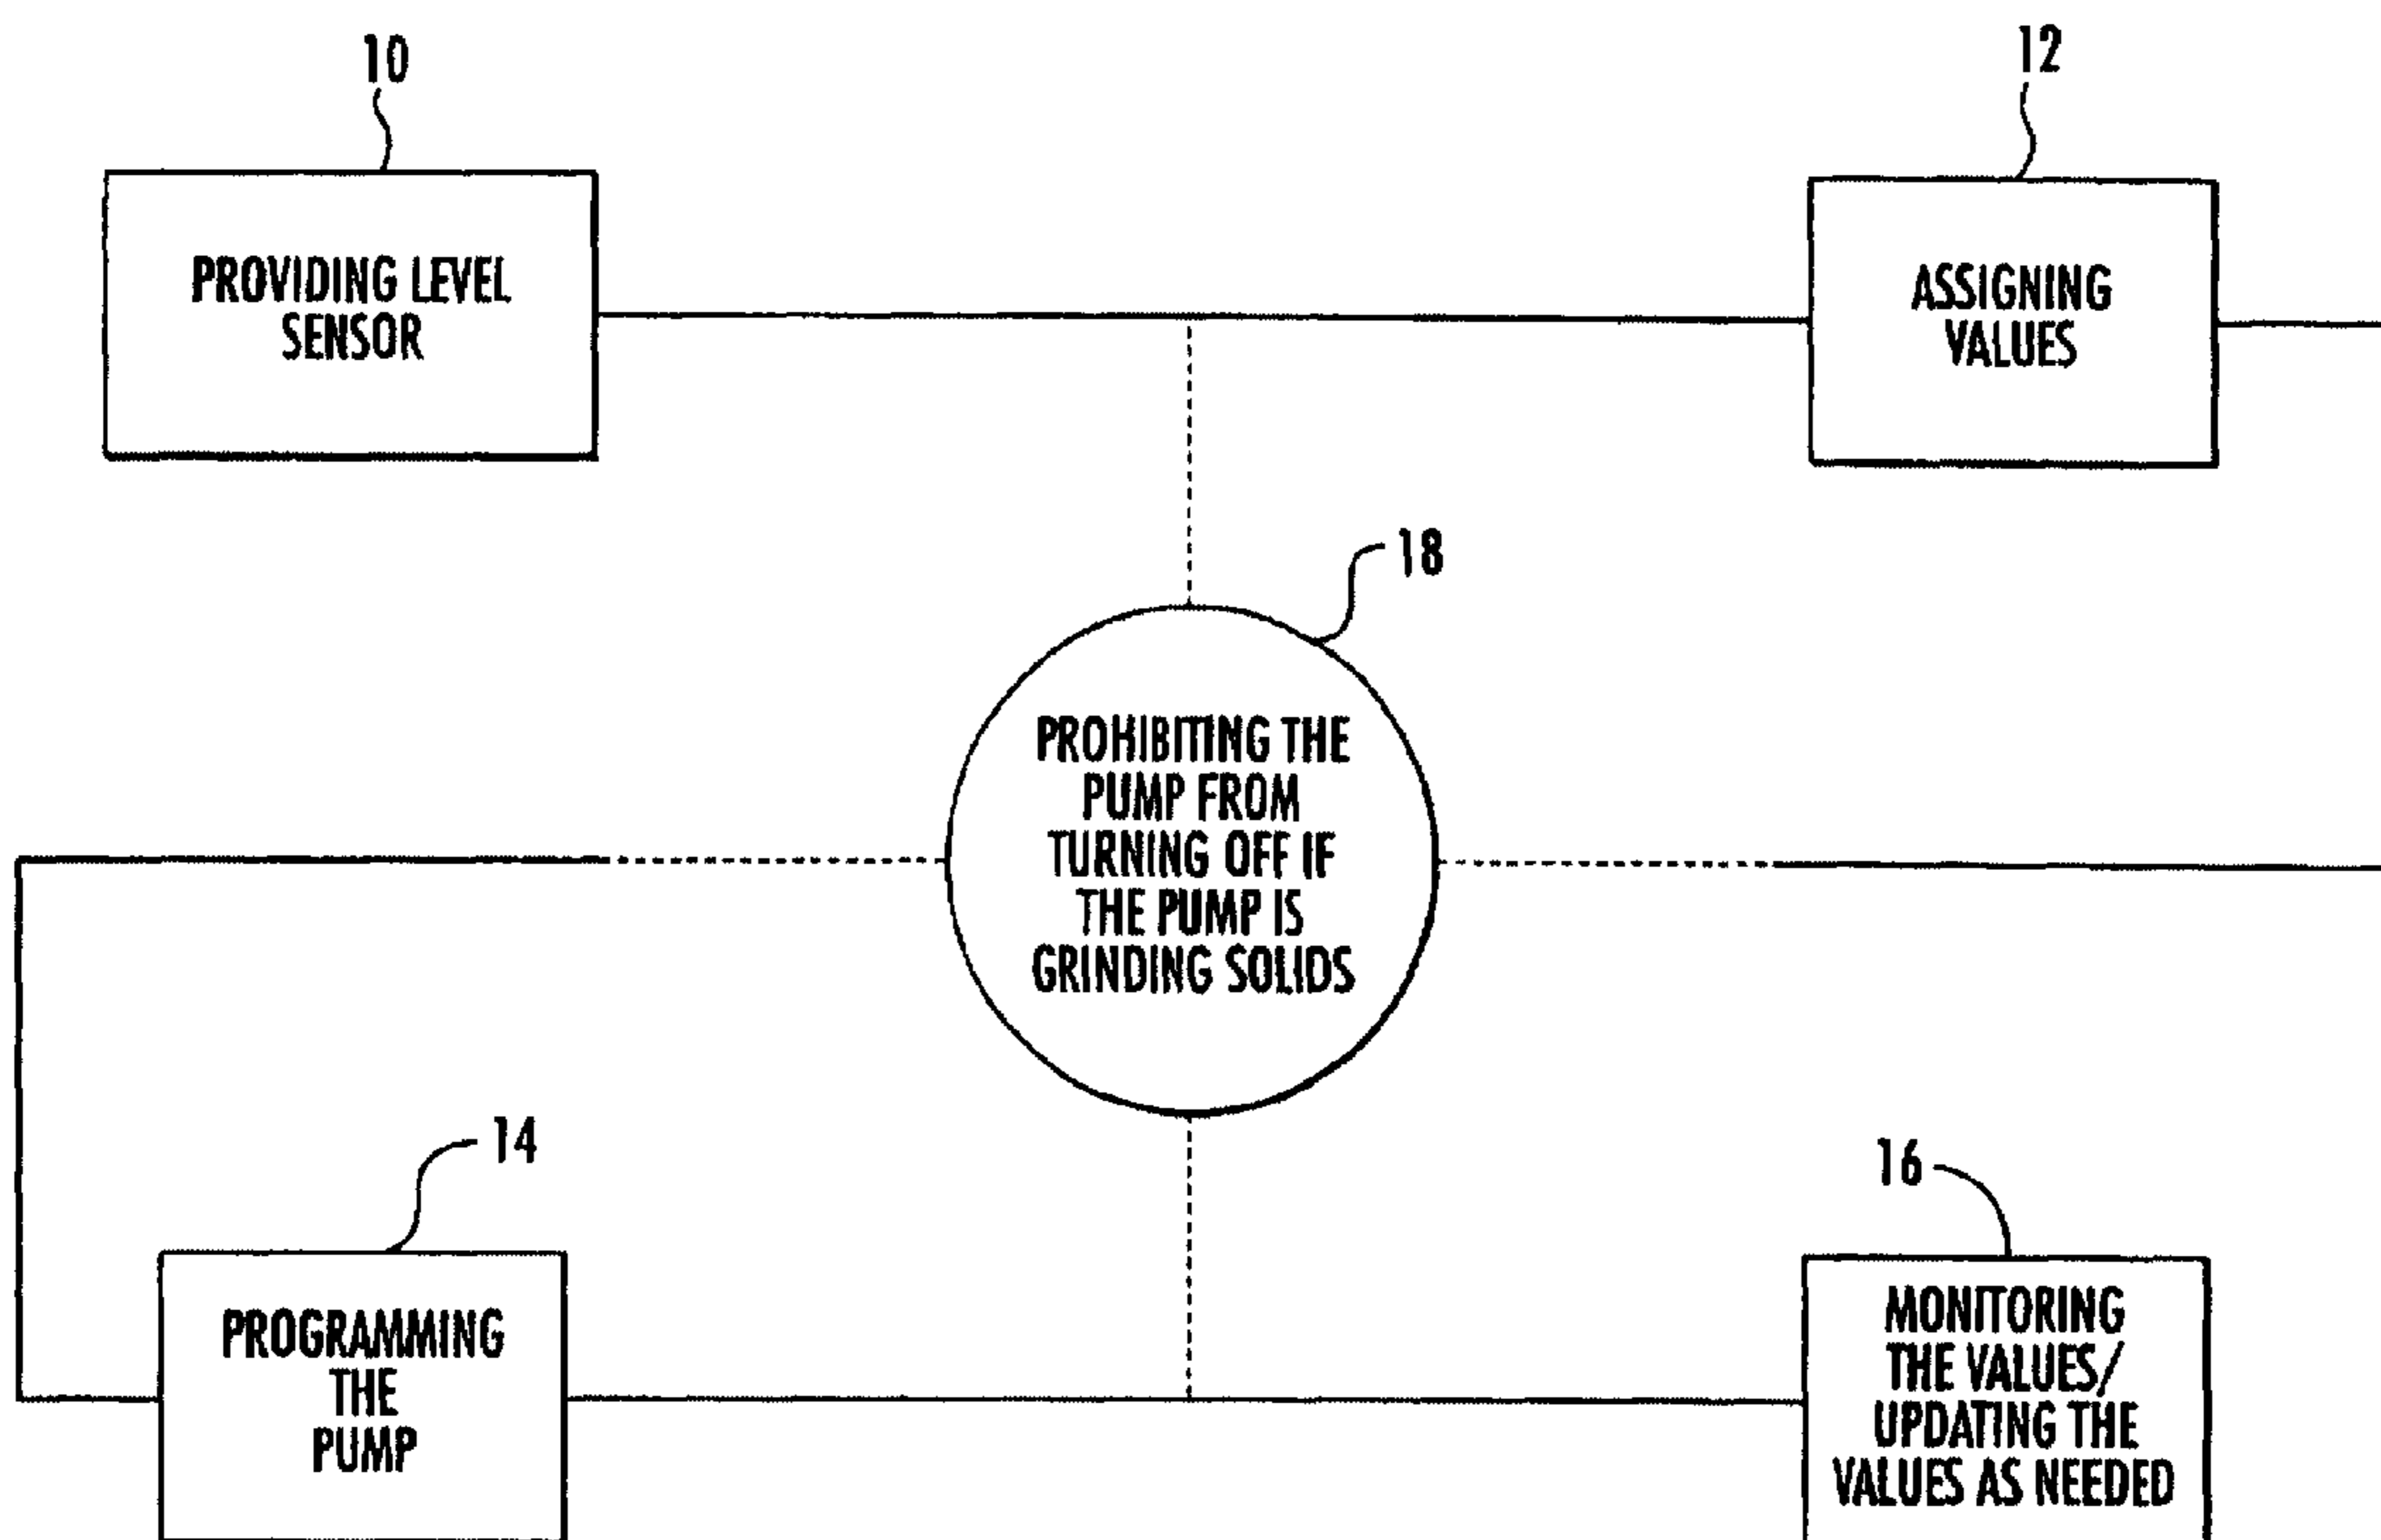 10
12
PROVIDING LEVEL
SENSOR
ASSIGNING
VALUES
18
PROHIBITING THE
PUMP FROM
TURNING OFF IF
THE PUMP IS
GRINDING SOLIDS
14
16
PROGRAMMING
THE
PUMP
MONITORING
THE VALUES/
UPDATING THE
VALUES AS NEEDED